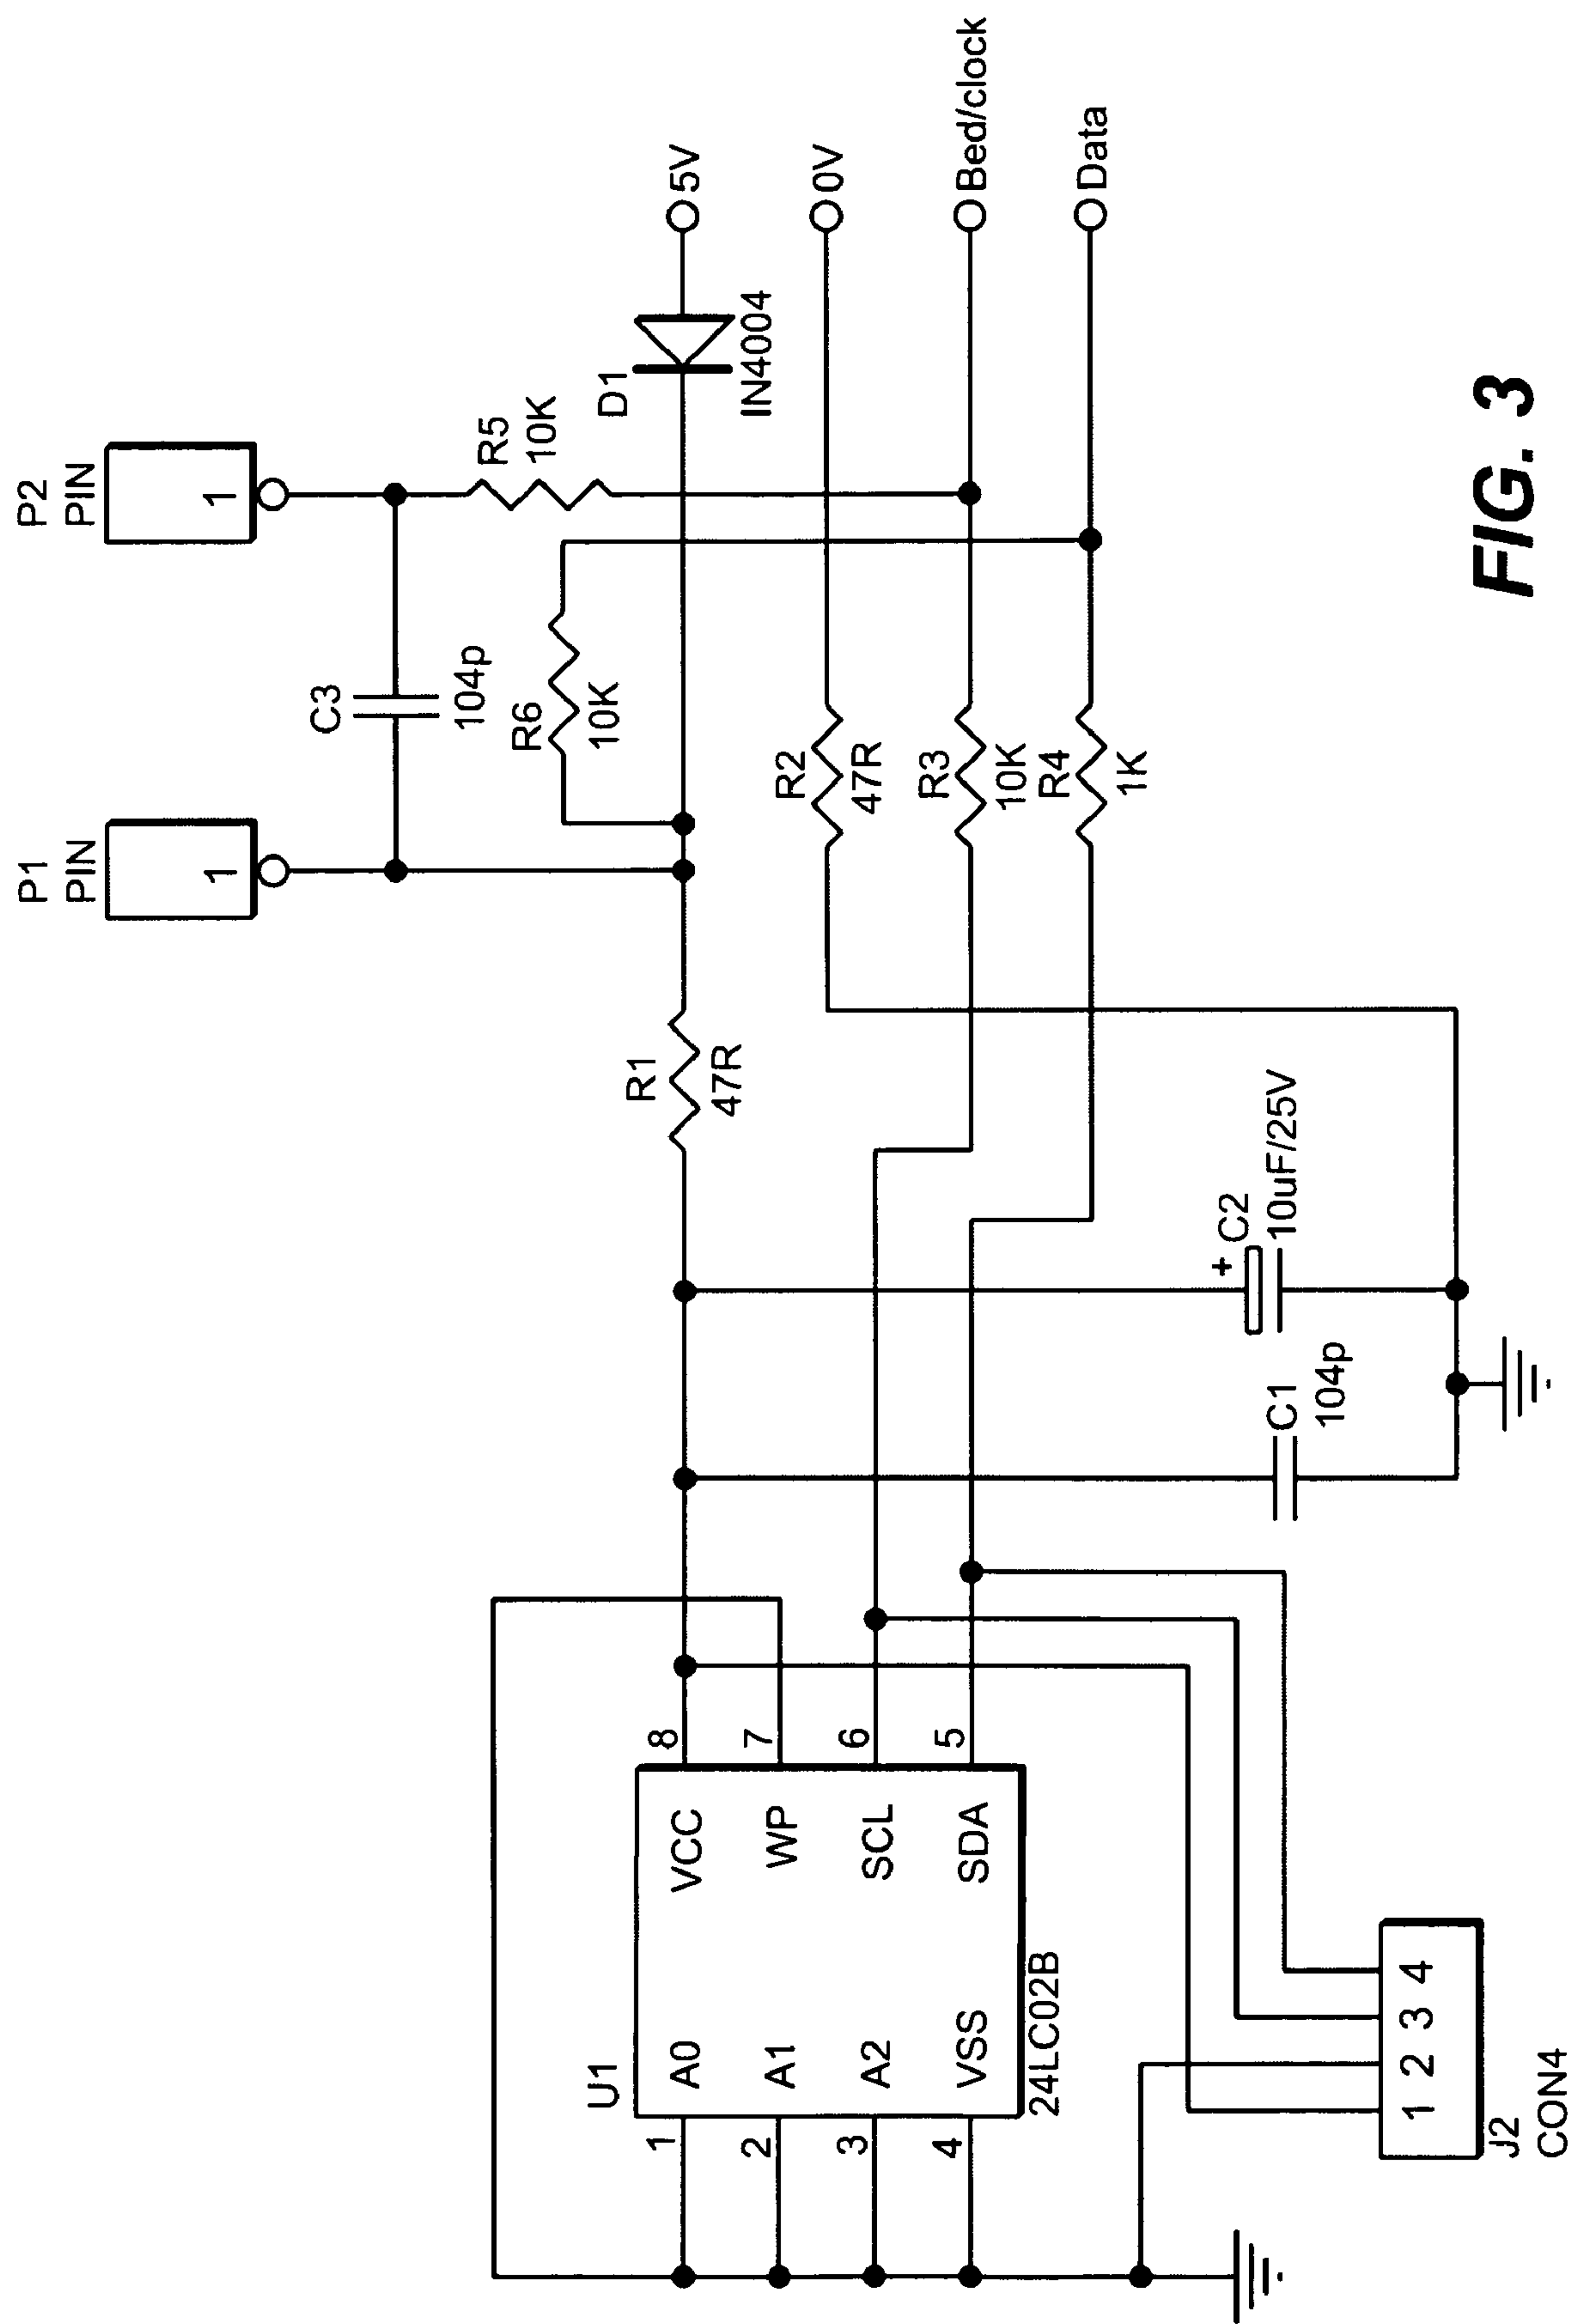 P1
PIN
1
P2
PIN
1
C3
104p
R5
10K
R6
10K
D1
IN4004
5V
0V
Bed/clock
Data
R1
47R
R2
47R
R3
10K
R4
1K
C2
+
10uF/25V
C1
104p
U1
1 A0 VCC 8
2 A1 WP 7
3 A2 SCL 6
4 VSS SDA 5
24LC02B
1 2 3 4
J2
CON4
FIG. 3